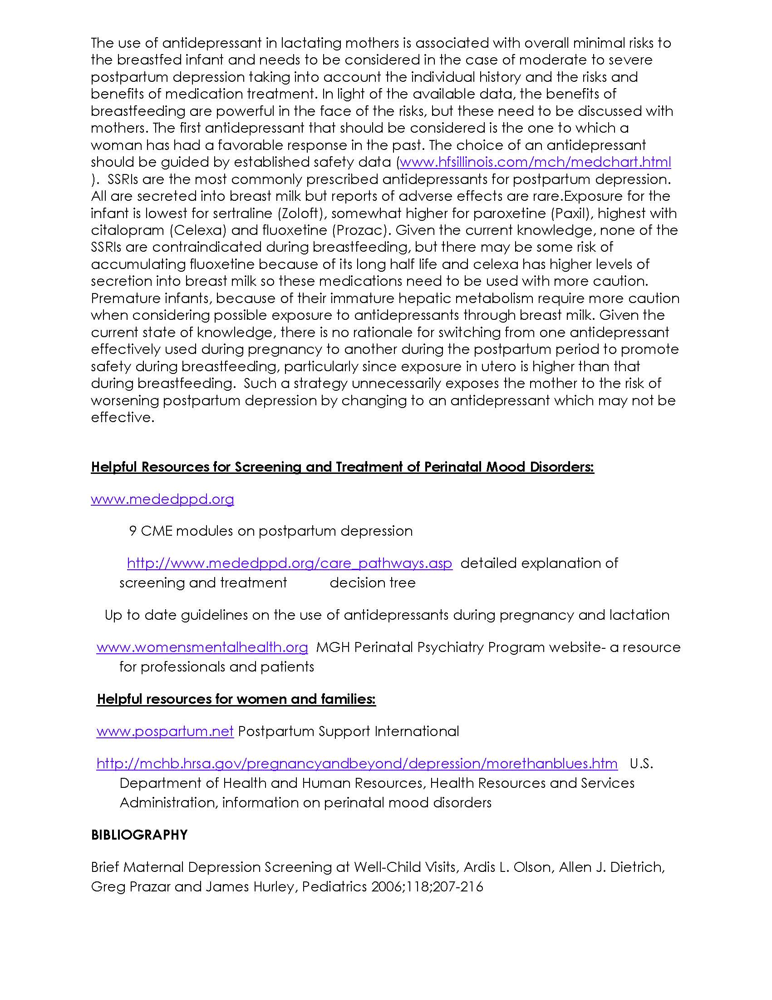 The use of antidepressant in lactating mothers is associated with overall minimal risks to
the breastfed infant and needs to be considered in the case of moderate to severe
postpartum depression taking into account the individual history and the risks and
benefits of medication treatment. In light of the available data, the benefits of
breastfeeding are powerful in the face of the risks, but these need to be discussed with
mothers. The first antidepressant that should be considered is the one to which a
woman has had a favorable response in the past. The choice of an antidepressant
should be guided by established safety data (www.hfsillinois.com/mch/medchart.html
).  SSRIs are the most commonly prescribed antidepressants for postpartum depression.
All are secreted into breast milk but reports of adverse effects are rare.Exposure for the
infant is lowest for sertraline (Zoloft), somewhat higher for paroxetine (Paxil), highest with
citalopram (Celexa) and fluoxetine (Prozac). Given the current knowledge, none of the
SSRIs are contraindicated during breastfeeding, but there may be some risk of
accumulating fluoxetine because of its long half life and celexa has higher levels of
secretion into breast milk so these medications need to be used with more caution.
Premature infants, because of their immature hepatic metabolism require more caution
when considering possible exposure to antidepressants through breast milk. Given the
current state of knowledge, there is no rationale for switching from one antidepressant
effectively used during pregnancy to another during the postpartum period to promote
safety during breastfeeding, particularly since exposure in utero is higher than that
during breastfeeding.  Such a strategy unnecessarily exposes the mother to the risk of
worsening postpartum depression by changing to an antidepressant which may not be
effective.
Helpful Resources for Screening and Treatment of Perinatal Mood Disorders:
www.mededppd.org
9 CME modules on postpartum depression
http://www.mededppd.org/care_pathways.asp  detailed explanation of
screening and treatment          decision tree
Up to date guidelines on the use of antidepressants during pregnancy and lactation
www.womensmentalhealth.org  MGH Perinatal Psychiatry Program website- a resource
for professionals and patients
Helpful resources for women and families:
www.pospartum.net Postpartum Support International
http://mchb.hrsa.gov/pregnancyandbeyond/depression/morethanblues.htm   U.S.
Department of Health and Human Resources, Health Resources and Services
Administration, information on perinatal mood disorders
BIBLIOGRAPHY
Brief Maternal Depression Screening at Well-Child Visits, Ardis L. Olson, Allen J. Dietrich,
Greg Prazar and James Hurley, Pediatrics 2006;118;207-216